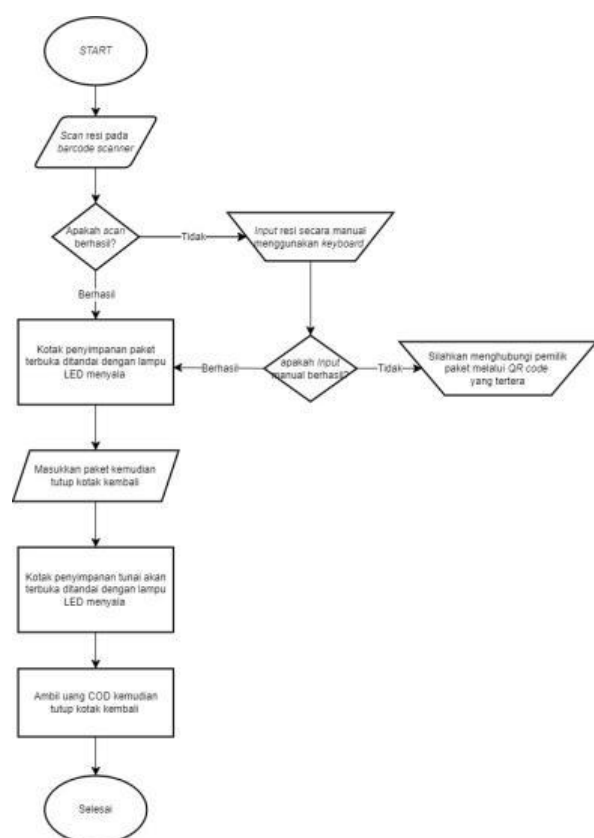 START
Scan resi pada
barcode scanner
Apakah scan
berhasil?
Tidak
Input resi secara manual
menggunakan keyboard
Berhasil
Kotak penyimpanan paket
terbuka ditandai dengan lampu
LED menyala
Berhasil
apakah Input
manual berhasil?
Tidak
Silahkan menghubungi pemilik
paket melalui QR code
yang tertera
Masukkan paket kemudian
tutup kotak kembali
Kotak penyimpanan tunai akan
terbuka ditandai dengan lampu
LED menyala
Ambil uang COD kemudian
tutup kotak kembali
Selesai